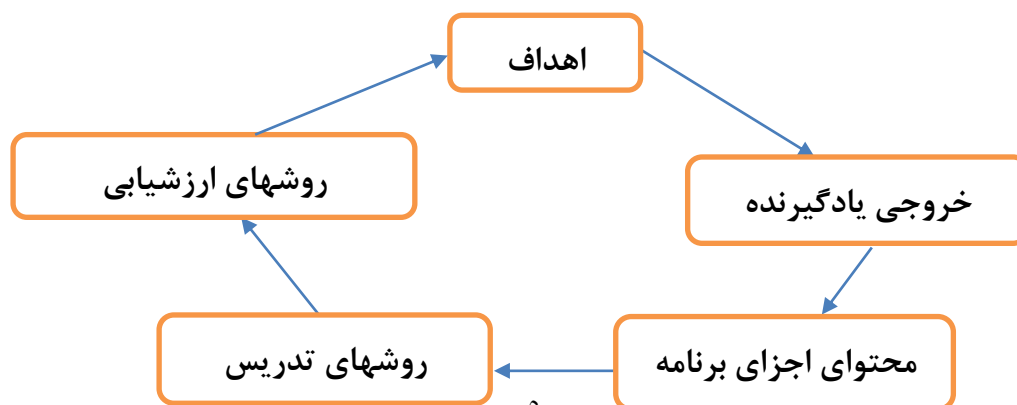 اهداف
خروجی یادگیرنده
محتوای اجزای برنامه
روشهای تدریس
روشهای ارزشیابی